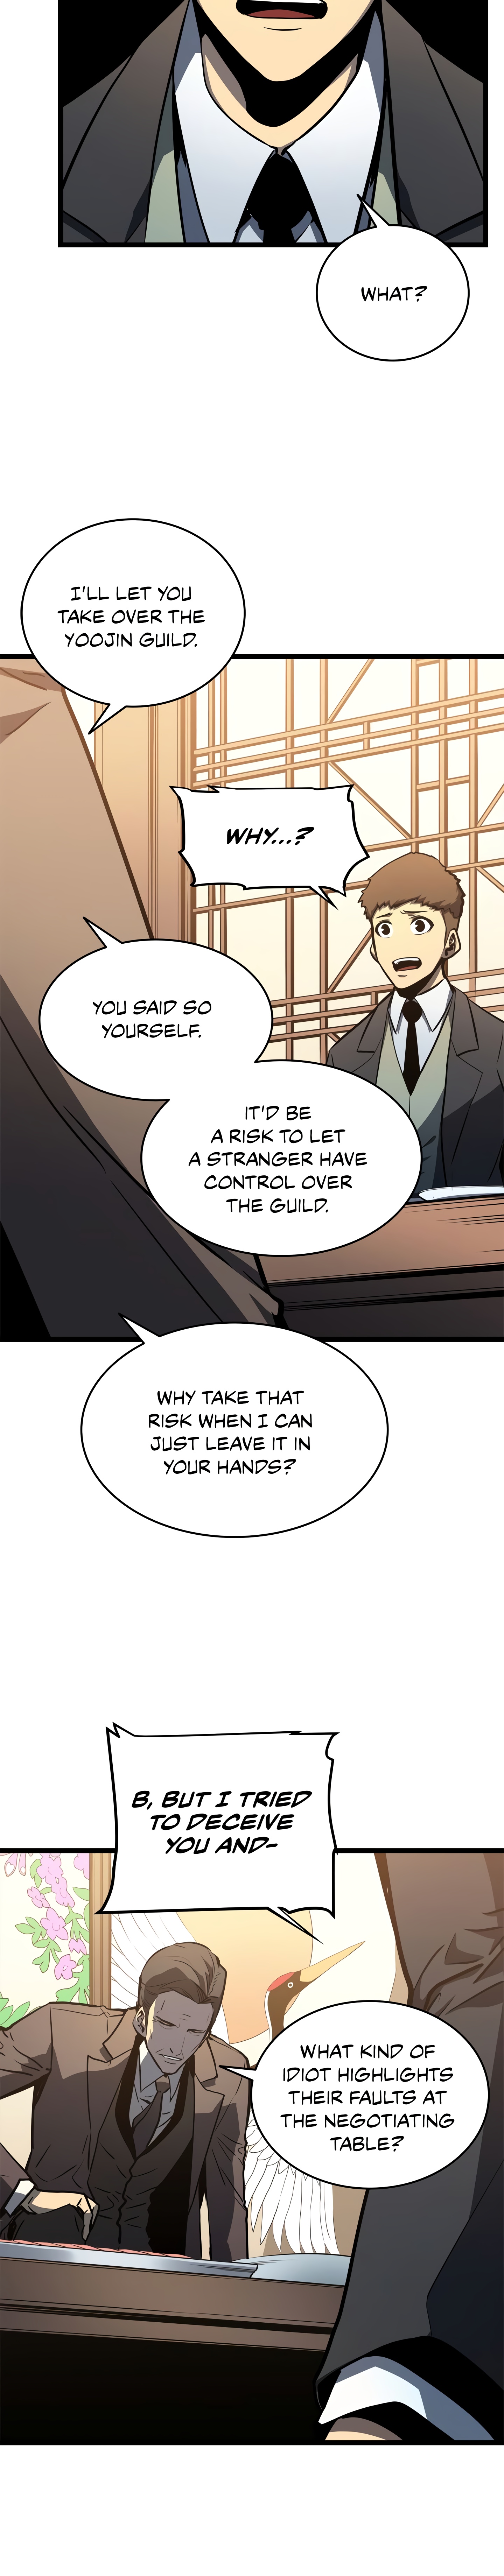 WHAT?
I'LL LET YOU
TAKE OVER THE
YOOJIN GUILD.
WHY...?
YOU SAID SO
YOURSELF.
IT'D BE
A RISK TO LET
A STRANGER HAVE
CONTROL OVER
THE GUILD.
WHY TAKE THAT
RISK WHEN I CAN
JUST LEAVE IT IN
YOUR HANDS?
B, BUT I TRIED
TO DECEIVE
YOU AND-
WHAT KIND OF
IDIOT HIGHLIGHTS
THEIR FAULTS AT
THE NEGOTIATING
TABLE?